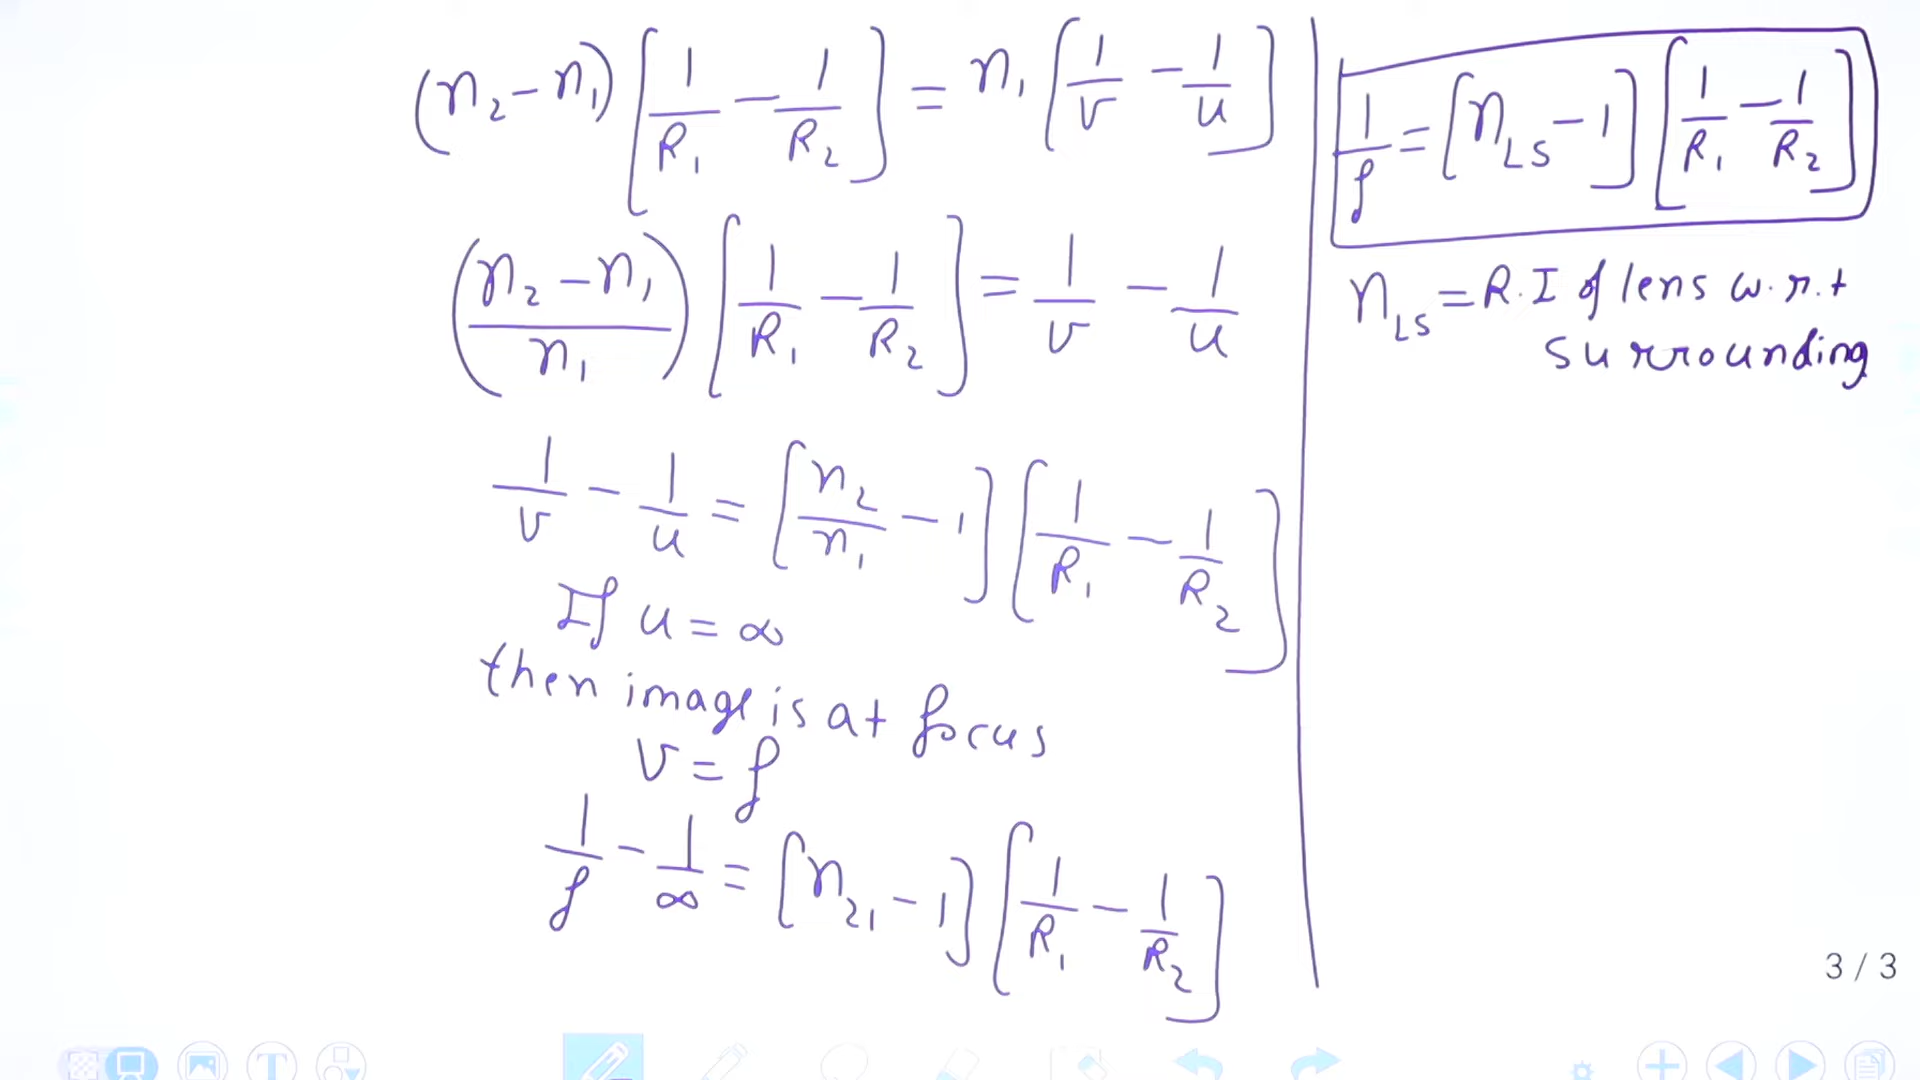 (n₂-n₁) [1/R₁ - 1/R₂] = n₁ [1/v - 1/u]
((n₂-n₁)/n₁) [1/R₁ - 1/R₂] = 1/v - 1/u
1/v - 1/u = [n₂/n₁ - 1] [1/R₁ - 1/R₂]
If u = ∞
then image is at focus
v = f
1/f - 1/∞ = [n₂₁ - 1] [1/R₁ - 1/R₂]
1/f = [n_LS - 1] [1/R₁ - 1/R₂]
n_LS = R.I of lens w.r.t
surrounding
3 / 3
T